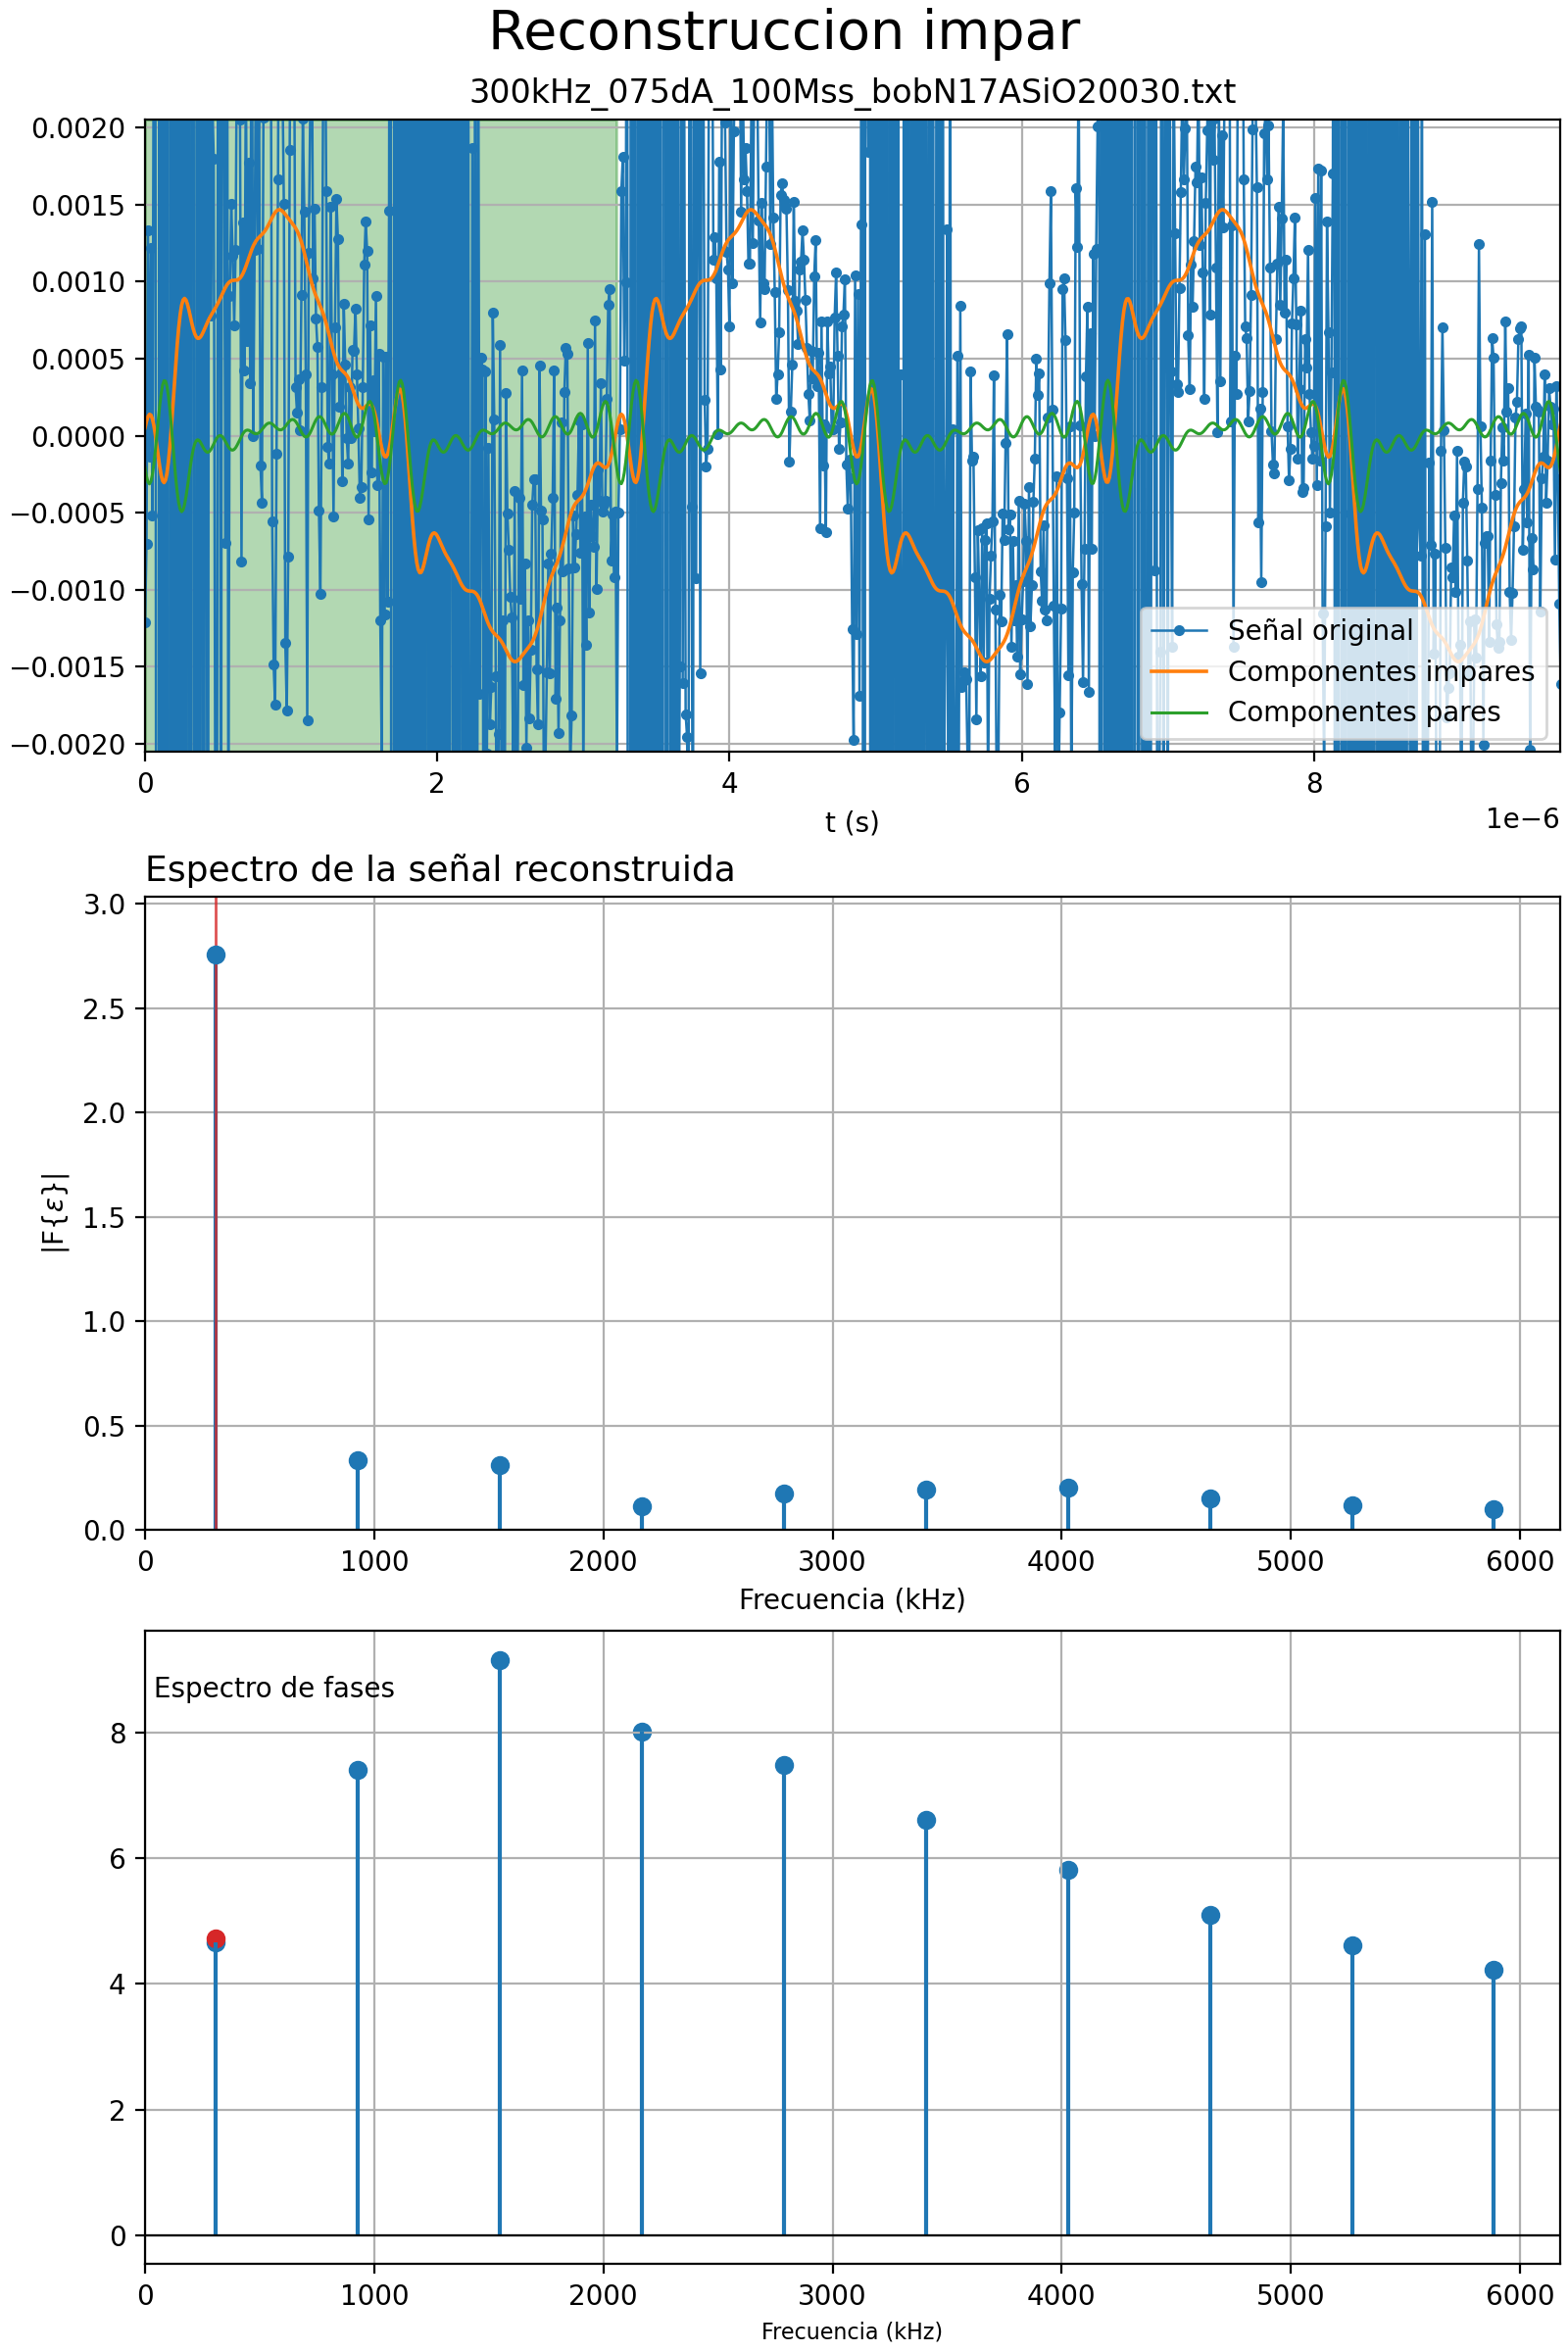 Reconstruccion impar
300kHz_075dA_100Mss_bobN17ASiO20030.txt
0.0020
0.0015
0.0010
0.0005
0.0000
−0.0005
−0.0010
−0.0015
−0.0020
Señal original
Componentes impares
Componentes pares
0 2 4 6 8
t (s)
1e−6
Espectro de la señal reconstruida
3.0
2.5
2.0
1.5
1.0
0.5
0.0
|F{ε}|
0 1000 2000 3000 4000 5000 6000
Frecuencia (kHz)
Espectro de fases
8
6
4
2
0
0 1000 2000 3000 4000 5000 6000
Frecuencia (kHz)